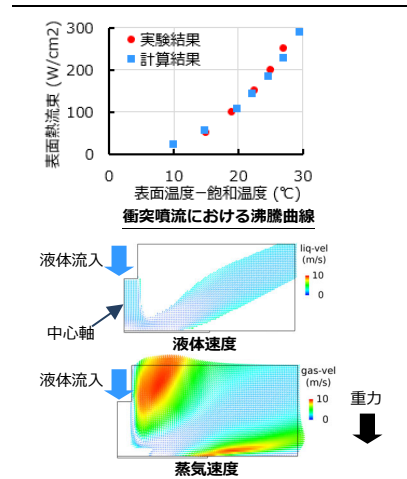 表面熱流束 (W/cm2)
300
200
100
0
実験結果
計算結果
0
10
20
30
表面温度−飽和温度 (℃)
衝突噴流における沸騰曲線
液体流入
中心軸
liq-vel
(m/s)
10
0
液体速度
液体流入
gas-vel
(m/s)
10
0
重力
蒸気速度